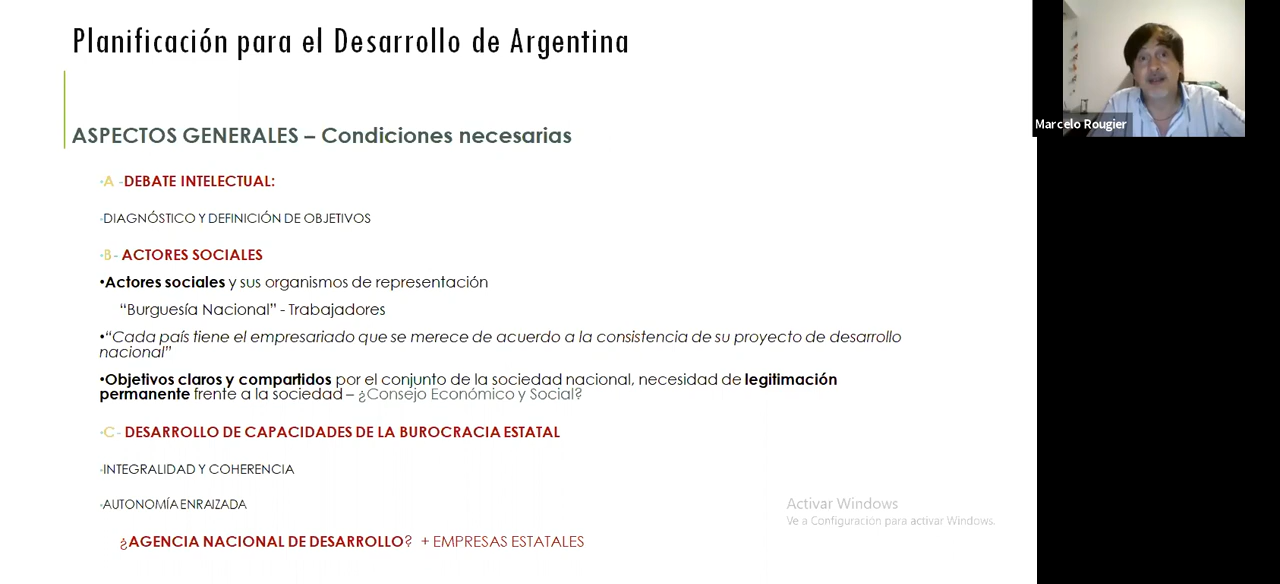 Planificación para el Desarrollo de Argentina
Marcelo Rougier
ASPECTOS GENERALES – Condiciones necesarias
•A -DEBATE INTELECTUAL:
•DIAGNÓSTICO Y DEFINICIÓN DE OBJETIVOS
•B- ACTORES SOCIALES
•Actores sociales y sus organismos de representación
“Burguesía Nacional” - Trabajadores
•“Cada país tiene el empresariado que se merece de acuerdo a la consistencia de su proyecto de desarrollo
nacional”
•Objetivos claros y compartidos por el conjunto de la sociedad nacional, necesidad de legitimación
permanente frente a la sociedad – ¿Consejo Económico y Social?
•C- DESARROLLO DE CAPACIDADES DE LA BUROCRACIA ESTATAL
•INTEGRALIDAD Y COHERENCIA
•AUTONOMÍA ENRAIZADA
¿AGENCIA NACIONAL DE DESARROLLO? + EMPRESAS ESTATALES
Activar Windows
Ve a Configuración para activar Windows.